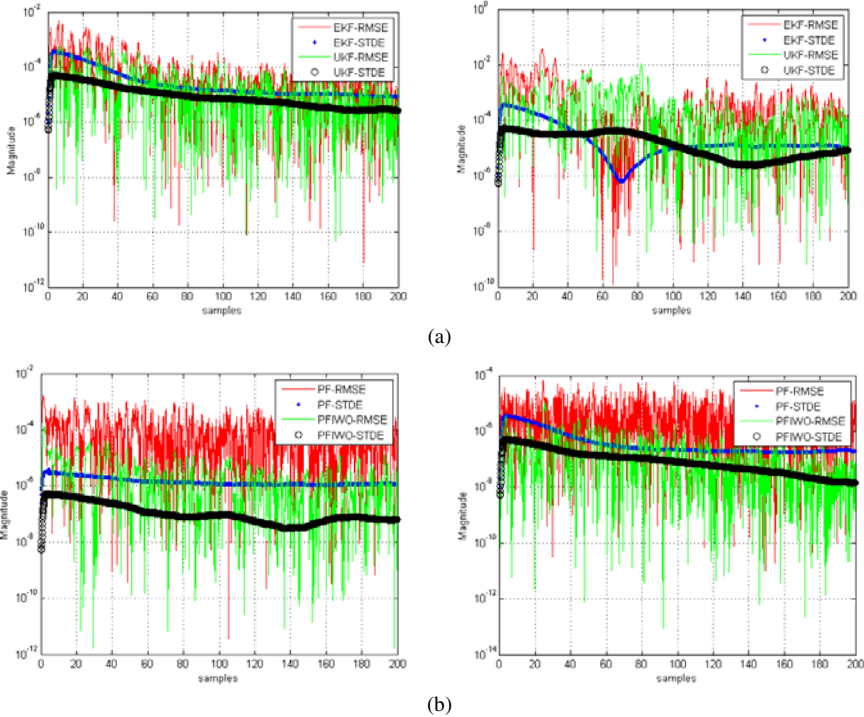 10^-2
10^-4
10^-6
10^-8
10^-10
10^-12
Magnitude
EKF-RMSE
EKF-STDE
UKF-RMSE
UKF-STDE
0 20 40 60 80 100 120 140 160 180 200
samples
10^0
10^-2
10^-4
10^-6
10^-8
10^-10
Magnitude
EKF-RMSE
EKF-STDE
UKF-RMSE
UKF-STDE
0 20 40 60 80 100 120 140 160 180 200
samples
(a)
10^-2
10^-4
10^-6
10^-8
10^-10
10^-12
Magnitude
PF-RMSE
PF-STDE
PFIWO-RMSE
PFIWO-STDE
0 20 40 60 80 100 120 140 160 180 200
samples
10^-4
10^-6
10^-8
10^-10
10^-12
10^-14
Magnitude
PF-RMSE
PF-STDE
PFIWO-RMSE
PFIWO-STDE
0 20 40 60 80 100 120 140 160 180 200
samples
(b)